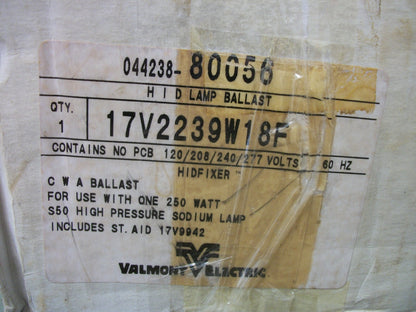 044238-80056
HID LAMP BALLAST
QTY.
1
17V2239W18F
CONTAINS NO PCB 120/208/240/277 VOLTS 60 HZ
HIDFIXER
C W A BALLAST
FOR USE WITH ONE 250 WATT
S50 HIGH PRESSURE SODIUM LAMP
INCLUDES ST. AID 17V9942
VALMONT ELECTRIC